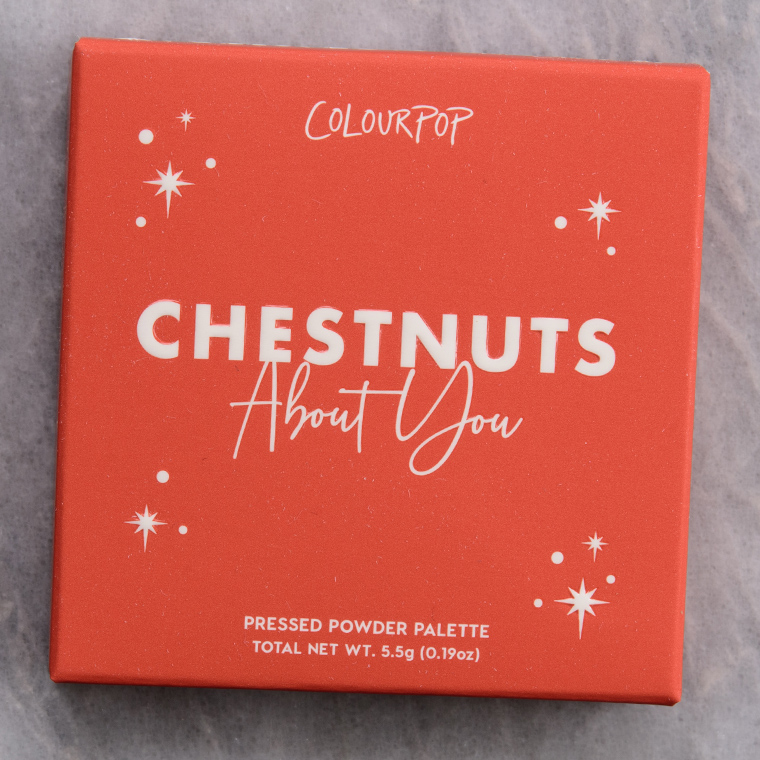 COLOURPOP
CHESTNUTS
About You
PRESSED POWDER PALETTE
TOTAL NET WT. 5.5g (0.19oz)